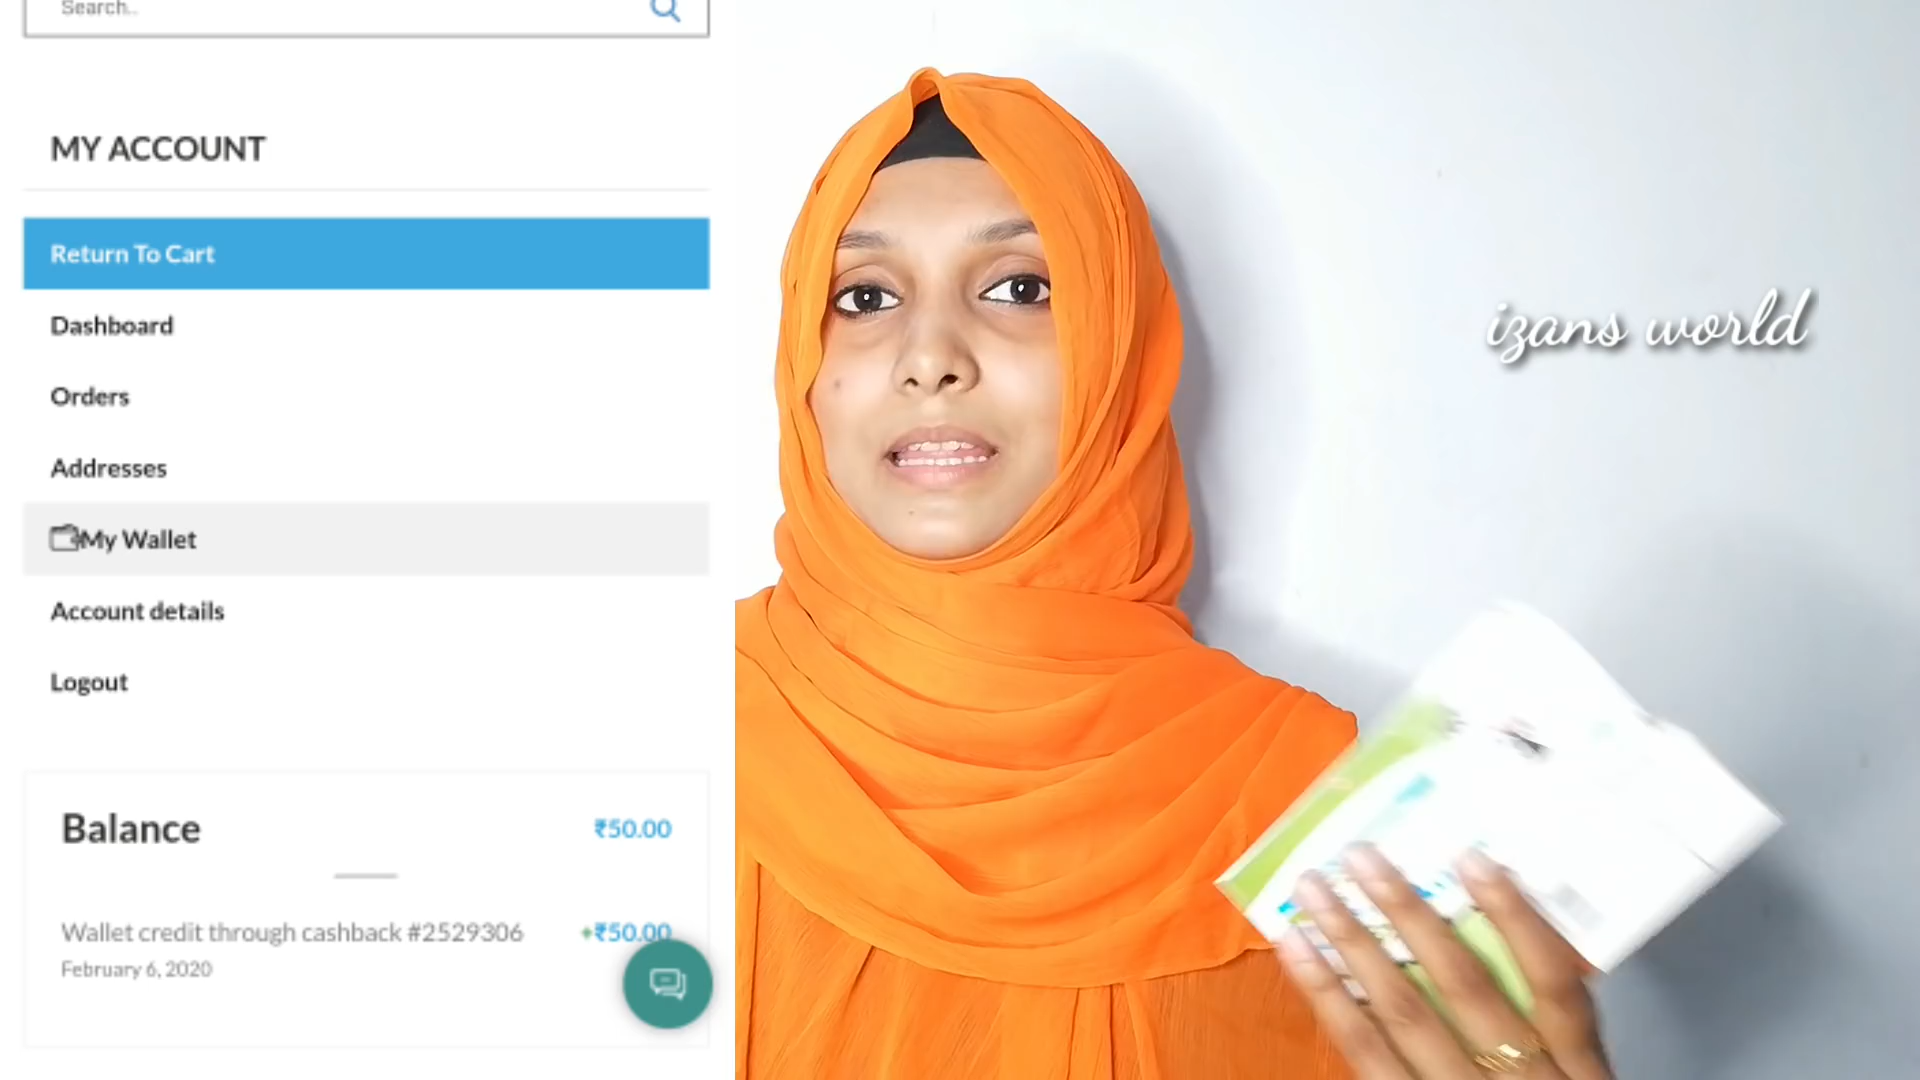 Search..
MY ACCOUNT
Return To Cart
Dashboard
Orders
Addresses
My Wallet
Account details
Logout
Balance ₹50.00
Wallet credit through cashback #2529306 +₹50.00
February 6, 2020
izans world